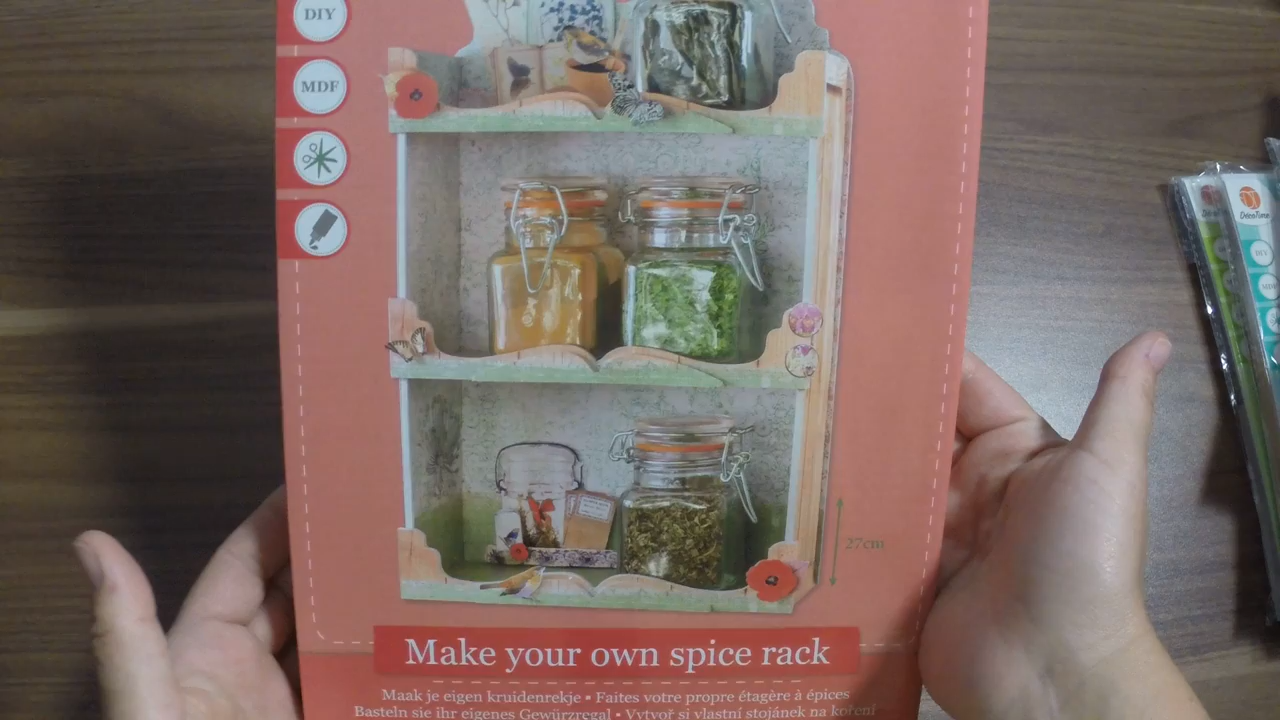 DIY
MDF
DécoTime
DIY
27cm
Make your own spice rack
Maak je eigen kruidenrekje • Faites votre propre étagère à épices
Basteln sie ihr eigenes Gewürzregal • Vytvoř si vlastní stojánek na koření